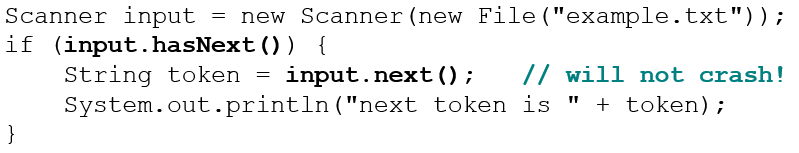 Scanner input = new Scanner(new File("example.txt"));
if (input.hasNext()) {
    String token = input.next();   // will not crash!
    System.out.println("next token is " + token);
}